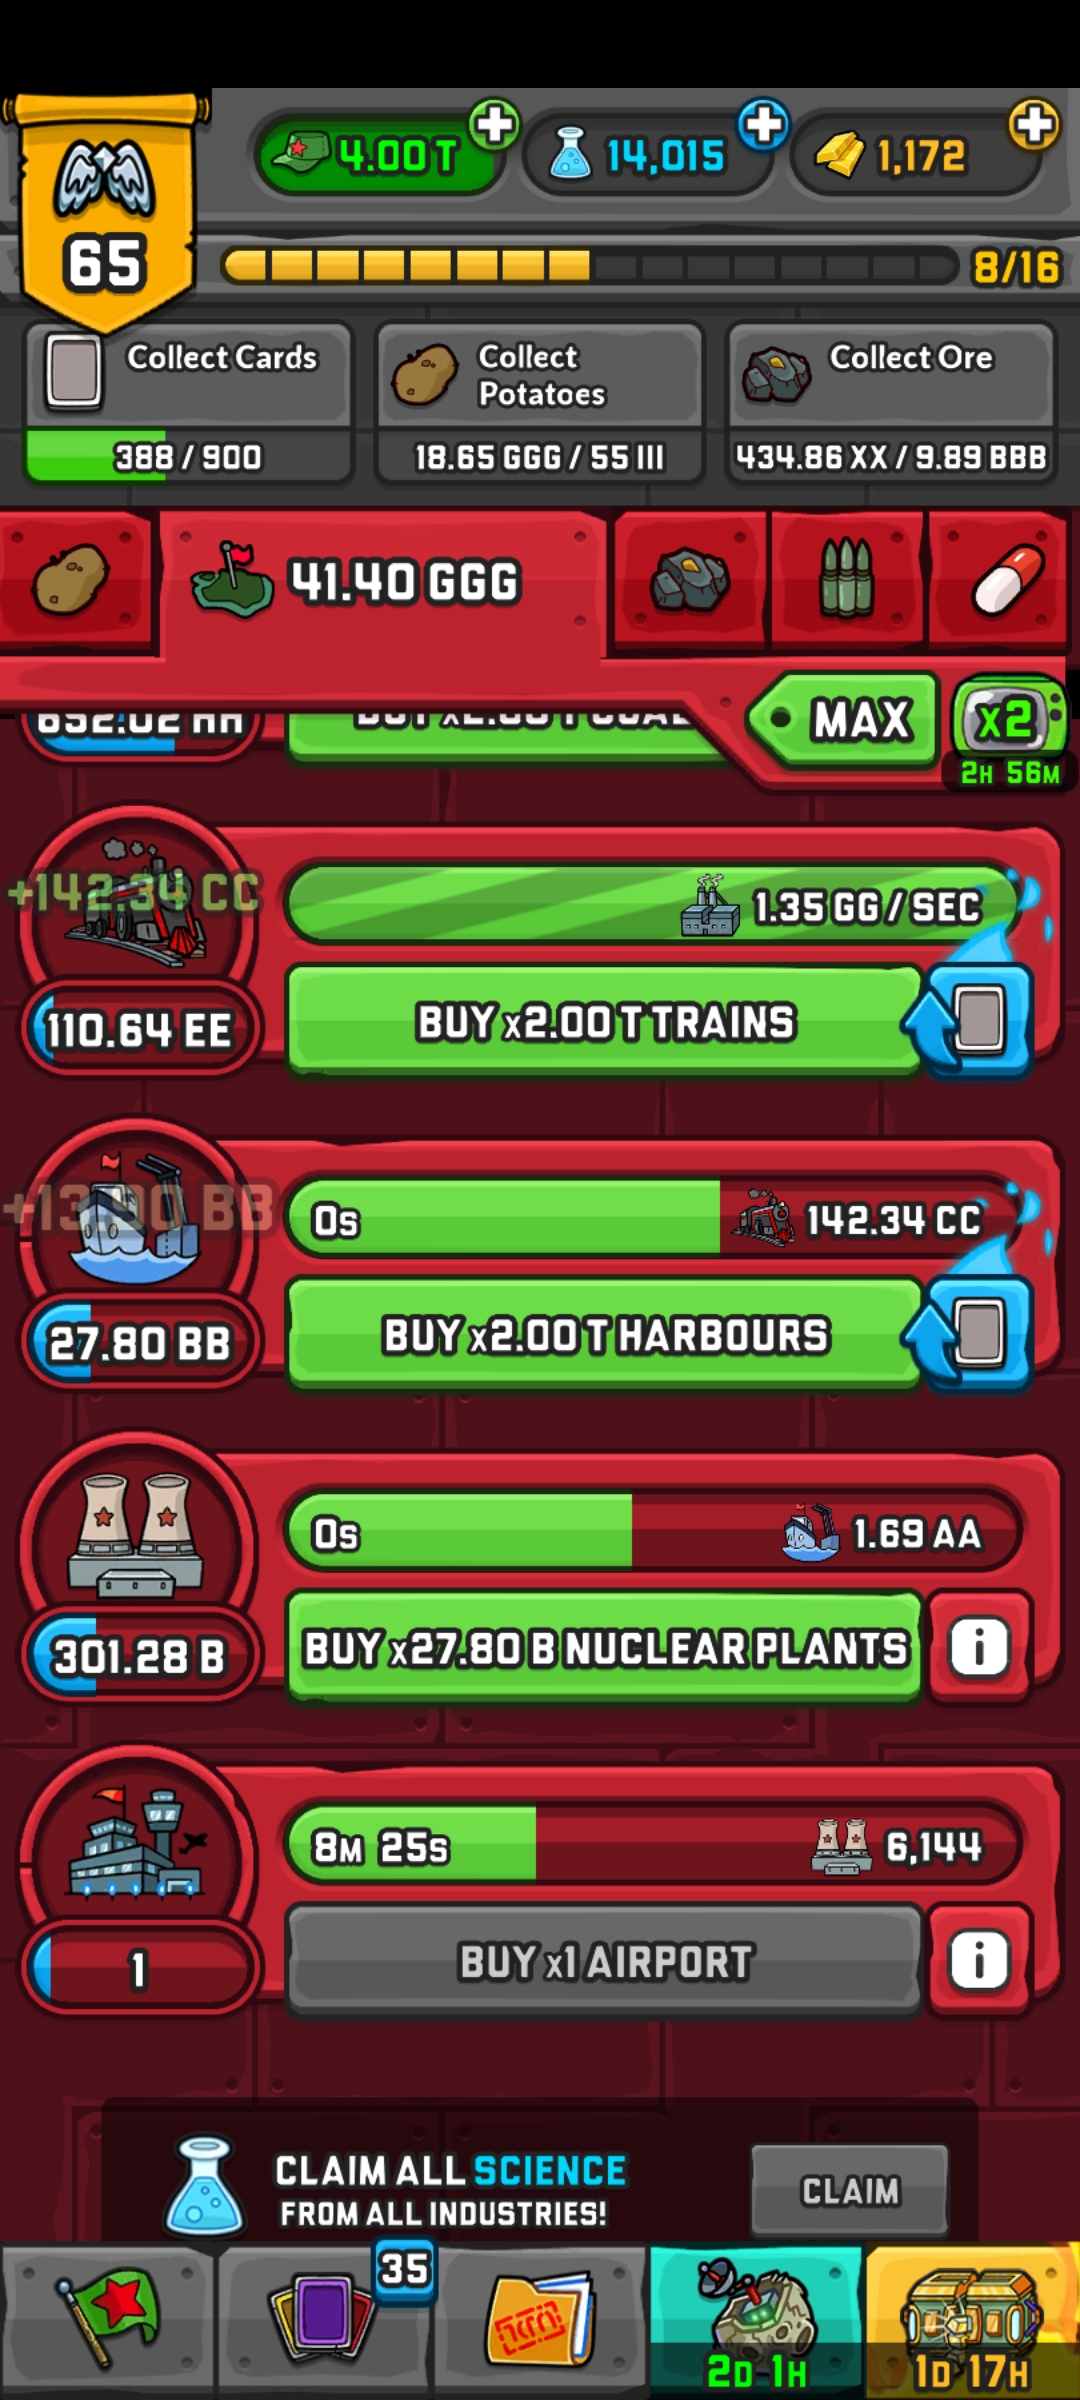 4.00 T
14,015
1,172
65
8/16
Collect Cards
388 / 900
Collect
Potatoes
18.65 GGG / 55 III
Collect Ore
434.86 XX / 9.89 BBB
41.40 GGG
MAX
x2
2H 56M
+142.34 CC
1.35 GG / SEC
110.64 EE
BUY x2.00 T TRAINS
0s
142.34 CC
27.80 BB
BUY x2.00 T HARBOURS
0s
1.69 AA
301.28 B
BUY x27.80 B NUCLEAR PLANTS
8M 25s
6,144
1
BUY x1 AIRPORT
CLAIM ALL SCIENCE
FROM ALL INDUSTRIES!
CLAIM
35
2D 1H
1D 17H